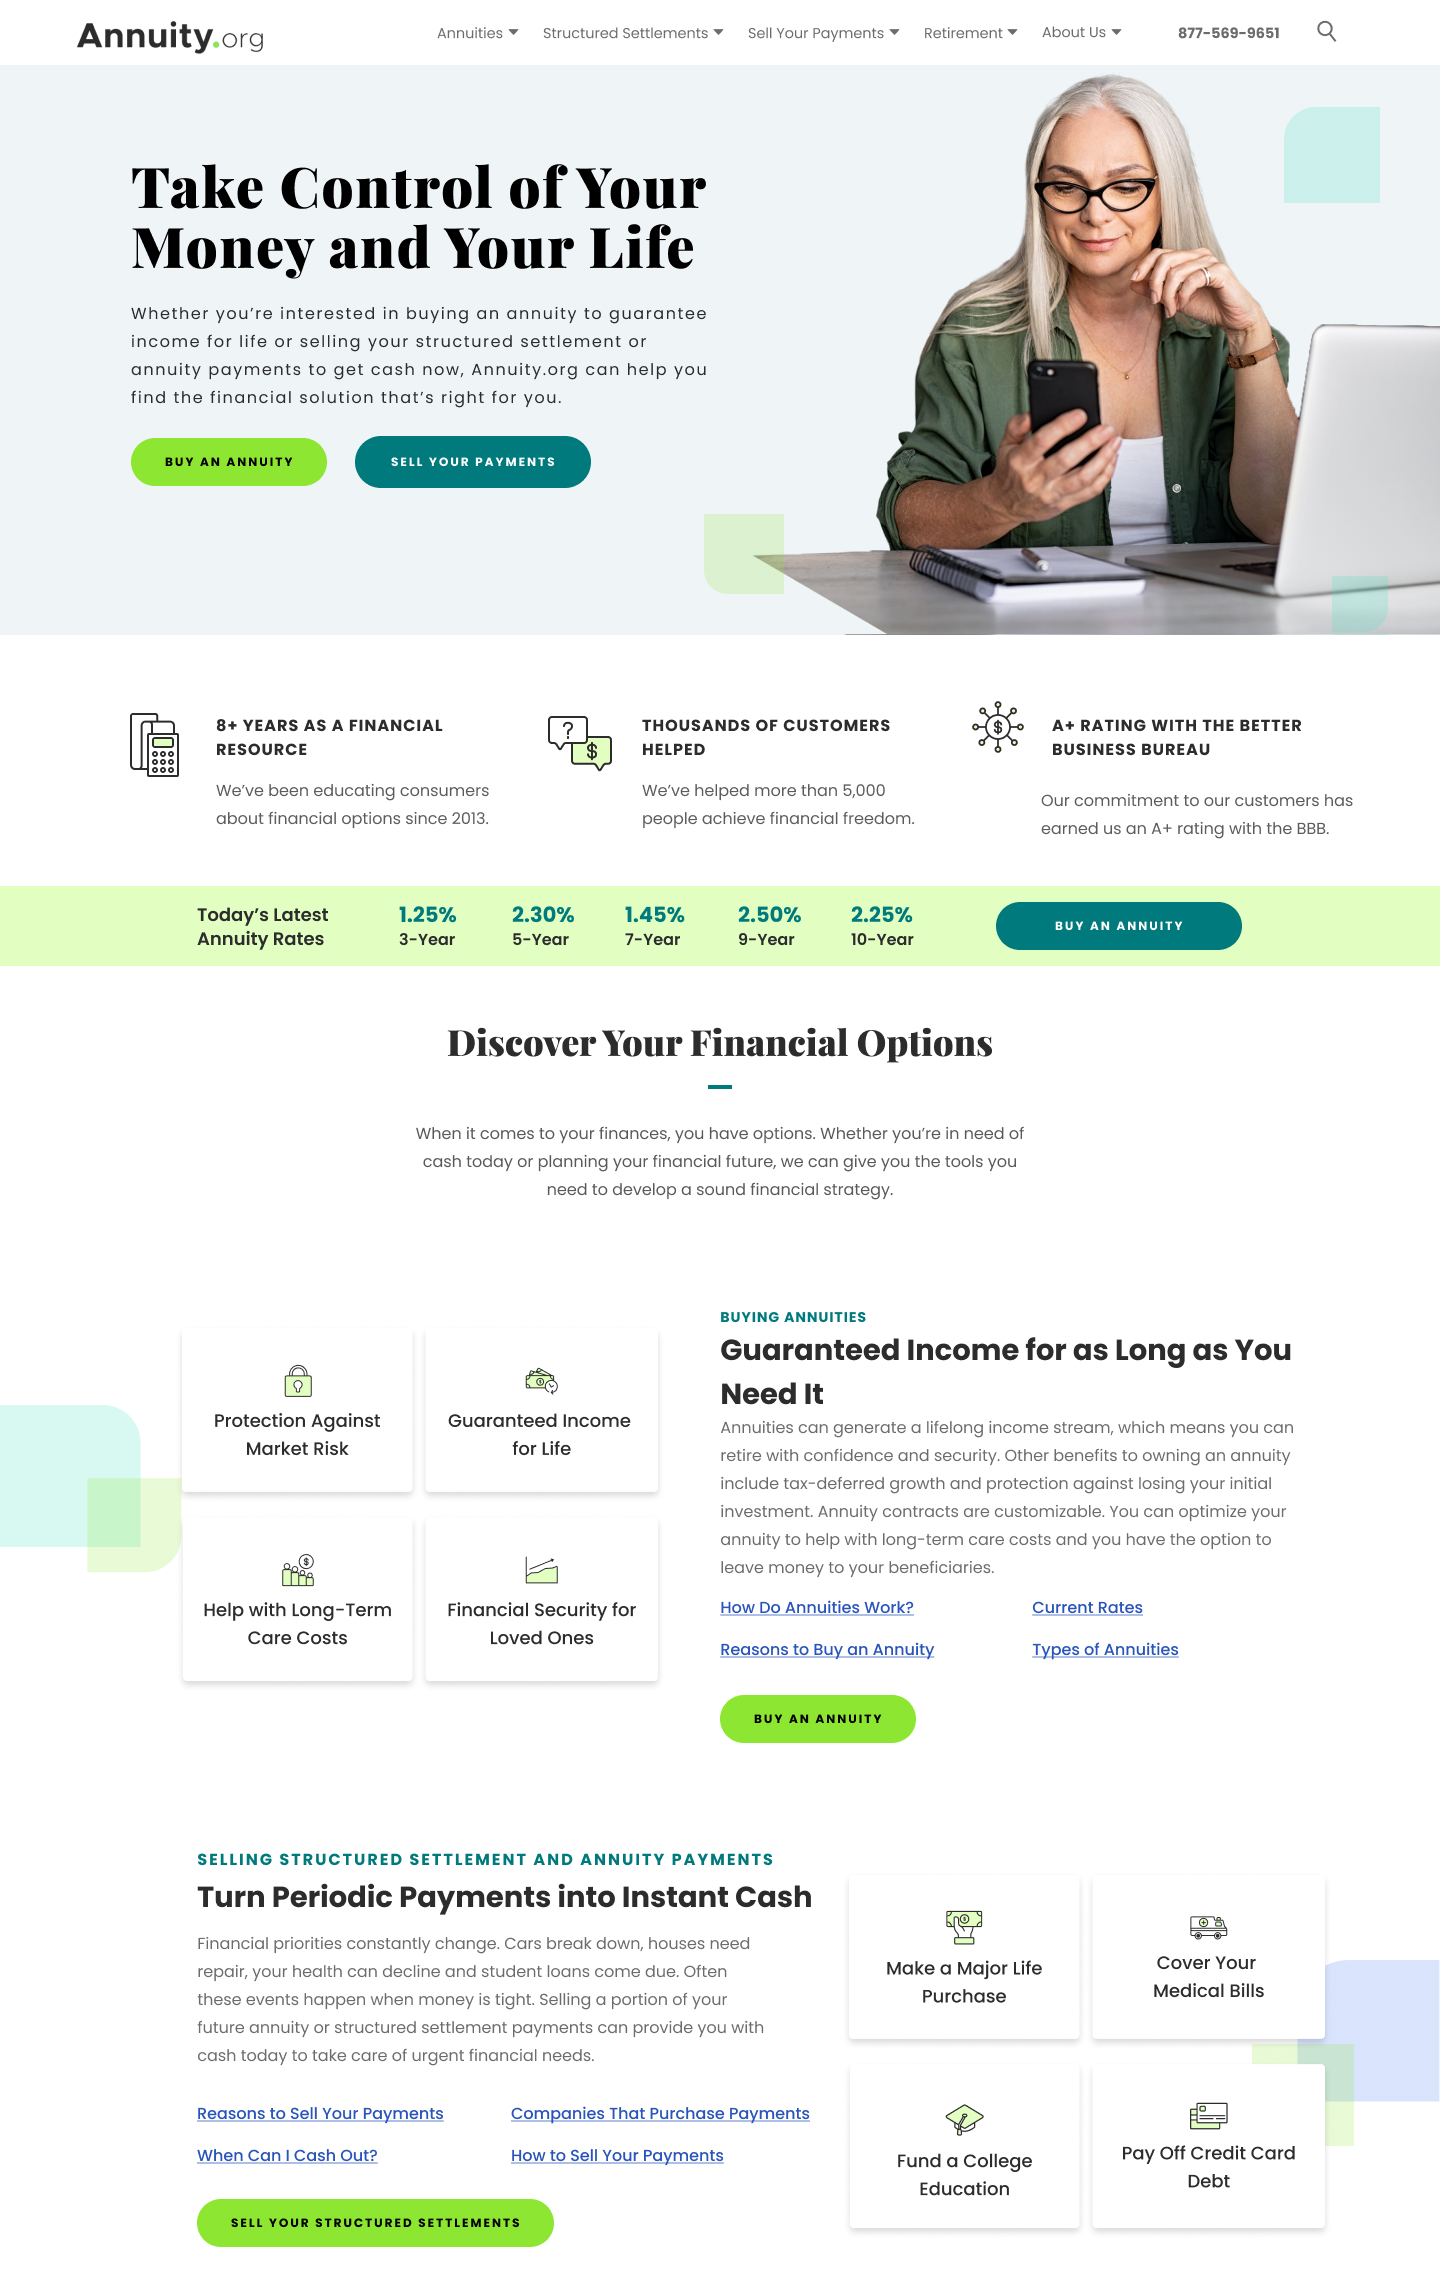 Annuity.org
Annuities
Structured Settlements
Sell Your Payments
Retirement
About Us
877-569-9651
Take Control of Your
Money and Your Life
Whether you’re interested in buying an annuity to guarantee
income for life or selling your structured settlement or
annuity payments to get cash now, Annuity.org can help you
find the financial solution that’s right for you.
BUY AN ANNUITY
SELL YOUR PAYMENTS
8+ YEARS AS A FINANCIAL
RESOURCE
We’ve been educating consumers
about financial options since 2013.
THOUSANDS OF CUSTOMERS
HELPED
We’ve helped more than 5,000
people achieve financial freedom.
A+ RATING WITH THE BETTER
BUSINESS BUREAU
Our commitment to our customers has
earned us an A+ rating with the BBB.
Today’s Latest
Annuity Rates
1.25%
3-Year
2.30%
5-Year
1.45%
7-Year
2.50%
9-Year
2.25%
10-Year
BUY AN ANNUITY
Discover Your Financial Options
When it comes to your finances, you have options. Whether you’re in need of
cash today or planning your financial future, we can give you the tools you
need to develop a sound financial strategy.
Protection Against
Market Risk
Guaranteed Income
for Life
Help with Long-Term
Care Costs
Financial Security for
Loved Ones
BUYING ANNUITIES
Guaranteed Income for as Long as You
Need It
Annuities can generate a lifelong income stream, which means you can
retire with confidence and security. Other benefits to owning an annuity
include tax-deferred growth and protection against losing your initial
investment. Annuity contracts are customizable. You can optimize your
annuity to help with long-term care costs and you have the option to
leave money to your beneficiaries.
How Do Annuities Work?
Current Rates
Reasons to Buy an Annuity
Types of Annuities
BUY AN ANNUITY
SELLING STRUCTURED SETTLEMENT AND ANNUITY PAYMENTS
Turn Periodic Payments into Instant Cash
Financial priorities constantly change. Cars break down, houses need
repair, your health can decline and student loans come due. Often
these events happen when money is tight. Selling a portion of your
future annuity or structured settlement payments can provide you with
cash today to take care of urgent financial needs.
Reasons to Sell Your Payments
Companies That Purchase Payments
When Can I Cash Out?
How to Sell Your Payments
SELL YOUR STRUCTURED SETTLEMENTS
Make a Major Life
Purchase
Cover Your
Medical Bills
Fund a College
Education
Pay Off Credit Card
Debt